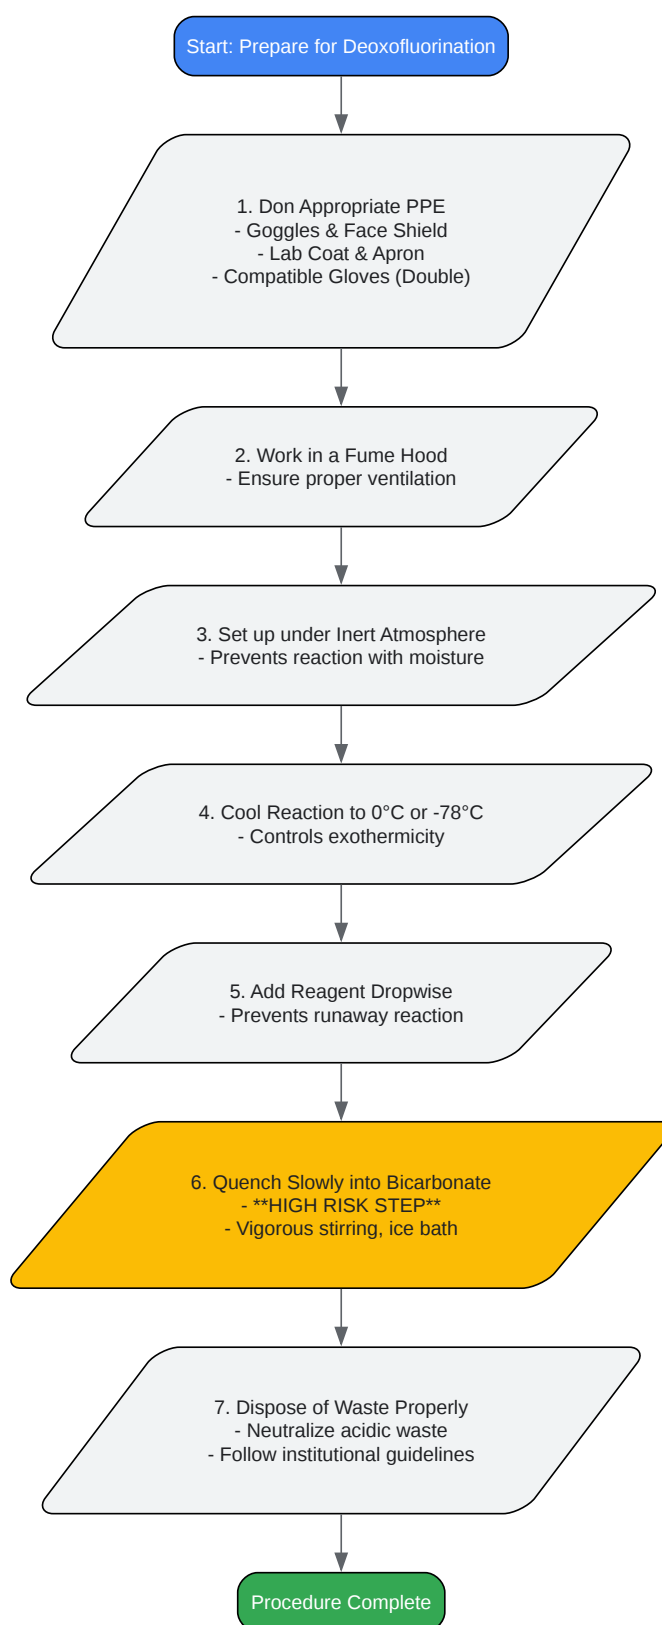 Start: Prepare for Deoxofluorination
1. Don Appropriate PPE
- Goggles & Face Shield
- Lab Coat & Apron
- Compatible Gloves (Double)
2. Work in a Fume Hood
- Ensure proper ventilation
3. Set up under Inert Atmosphere
- Prevents reaction with moisture
4. Cool Reaction to 0°C or -78°C
- Controls exothermicity
5. Add Reagent Dropwise
- Prevents runaway reaction
6. Quench Slowly into Bicarbonate
- **HIGH RISK STEP**
- Vigorous stirring, ice bath
7. Dispose of Waste Properly
- Neutralize acidic waste
- Follow institutional guidelines
Procedure Complete